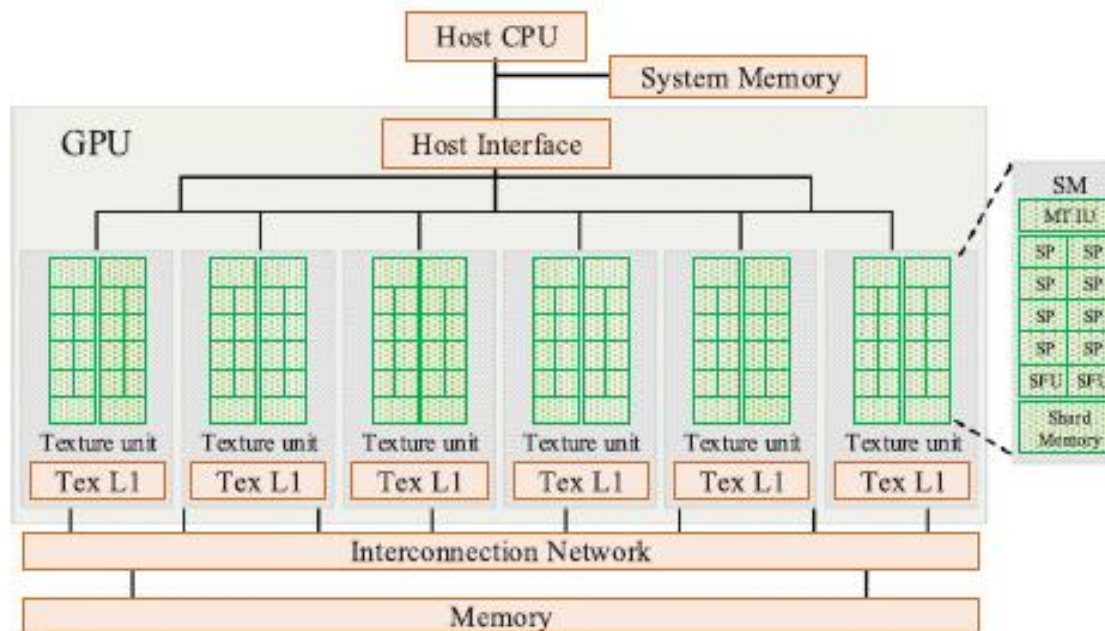 Host CPU
System Memory
GPU
Host Interface
SM
MT IU
SP SP
SP SP
SP SP
SP SP
SFU SFU
Shard
Memory
Texture unit Texture unit Texture unit Texture unit Texture unit Texture unit
Tex L1 Tex L1 Tex L1 Tex L1 Tex L1 Tex L1
Interconnection Network
Memory